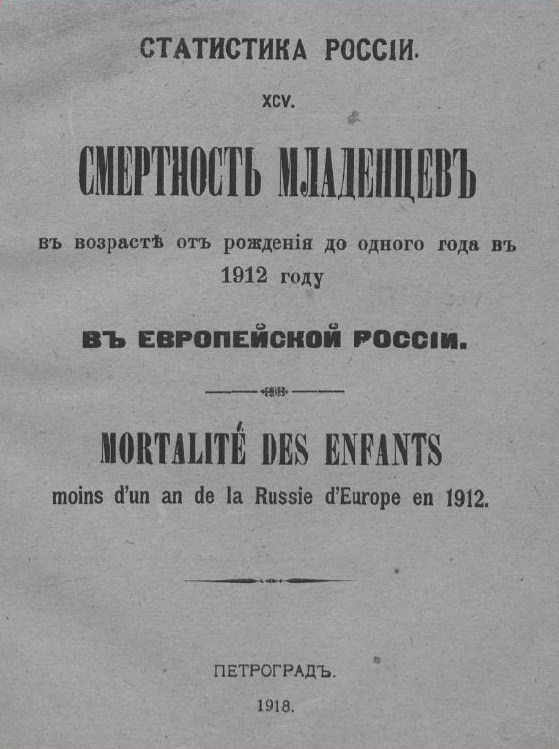 СТАТИСТИКА РОССІИ.
XCV.
СМЕРТНОСТЬ МЛАДЕНЦЕВЪ
въ возрастѣ отъ рожденія до одного года въ
1912 году
ВЪ ЕВРОПЕЙСКОЙ РОССІИ.
MORTALITÉ DES ENFANTS
moins d'un an de la Russie d'Europe en 1912.
ПЕТРОГРАДЪ.
1918.